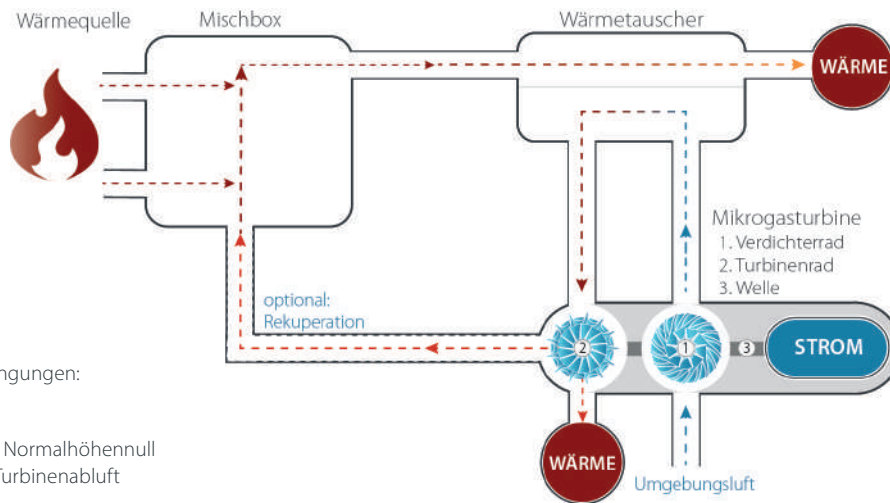 Wärmequelle
Mischbox
Wärmetauscher
WÄRME
Mikrogasturbine
1. Verdichterrad
2. Turbinenrad
3. Welle
optional:
Rekuperation
2
1
3
STROM
ngungen:
Normalhöhennull
Turbinenabluft
WÄRME
Umgebungsluft